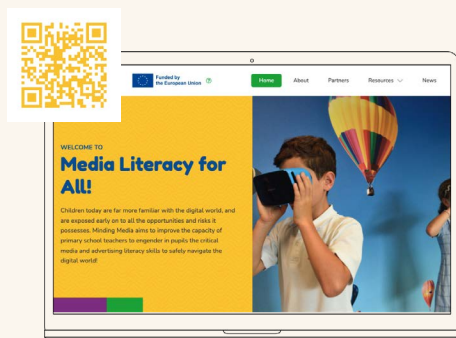 Funded by
the European Union
Home About Partners Resources News
WELCOME TO
Media Literacy for
All!
Children today are far more familiar with the digital world, and
are exposed early on to all the opportunities and risks it
possesses. Minding Media aims to improve the capacity of
primary school teachers to engender in pupils the critical
media and advertising literacy skills to safely navigate the
digital world!